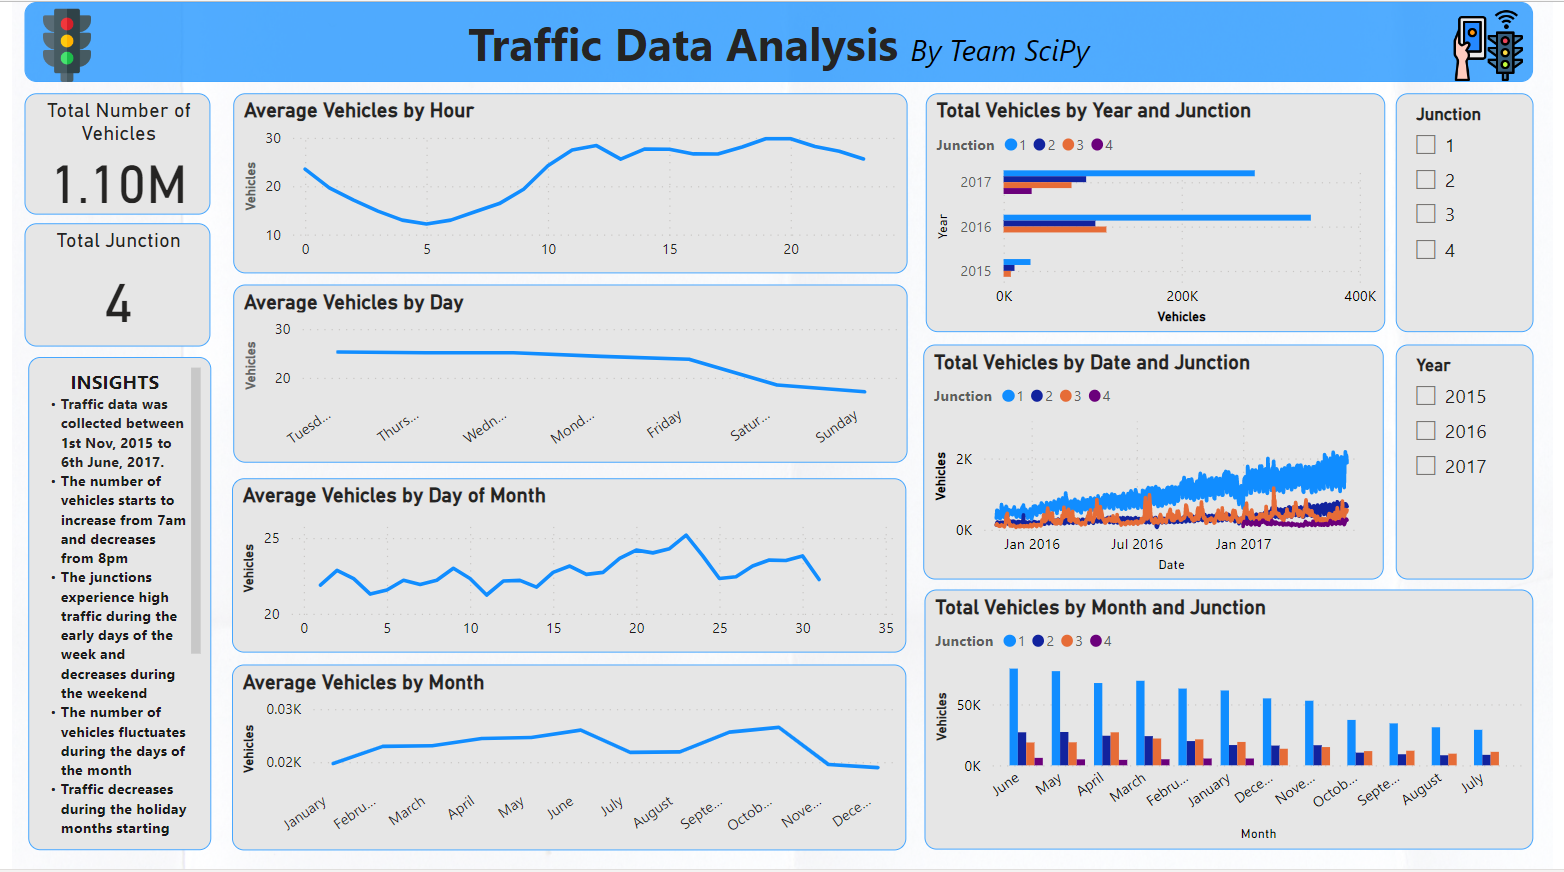 Traffic Data Analysis By Team SciPy
Total Number of
Vehicles
1.10M
Total Junction
4
INSIGHTS
• Traffic data was
collected between
1st Nov, 2015 to
6th June, 2017.
• The number of
vehicles starts to
increase from 7am
and decreases
from 8pm
• The junctions
experience high
traffic during the
early days of the
week and
decreases during
the weekend
• The number of
vehicles fluctuates
during the days of
the month
• Traffic decreases
during the holiday
months starting
Average Vehicles by Hour
Vehicles
30
20
10
0 5 10 15 20
Average Vehicles by Day
Vehicles
30
20
Tuesd... Thurs... Wedn... Mond... Friday Satur... Sunday
Average Vehicles by Day of Month
Vehicles
25
20
0 5 10 15 20 25 30 35
Average Vehicles by Month
Vehicles
0.03K
0.02K
January Febru... March April May June July August Septe... Octob... Nove... Dece...
Total Vehicles by Year and Junction
Junction 1 2 3 4
Year
2017
2016
2015
0K 200K 400K
Vehicles
Junction
1
2
3
4
Total Vehicles by Date and Junction
Junction 1 2 3 4
Vehicles
2K
0K
Jan 2016 Jul 2016 Jan 2017
Date
Year
2015
2016
2017
Total Vehicles by Month and Junction
Junction 1 2 3 4
Vehicles
50K
0K
June May April March Febru... January Dece... Nove... Octob... Septe... August July
Month